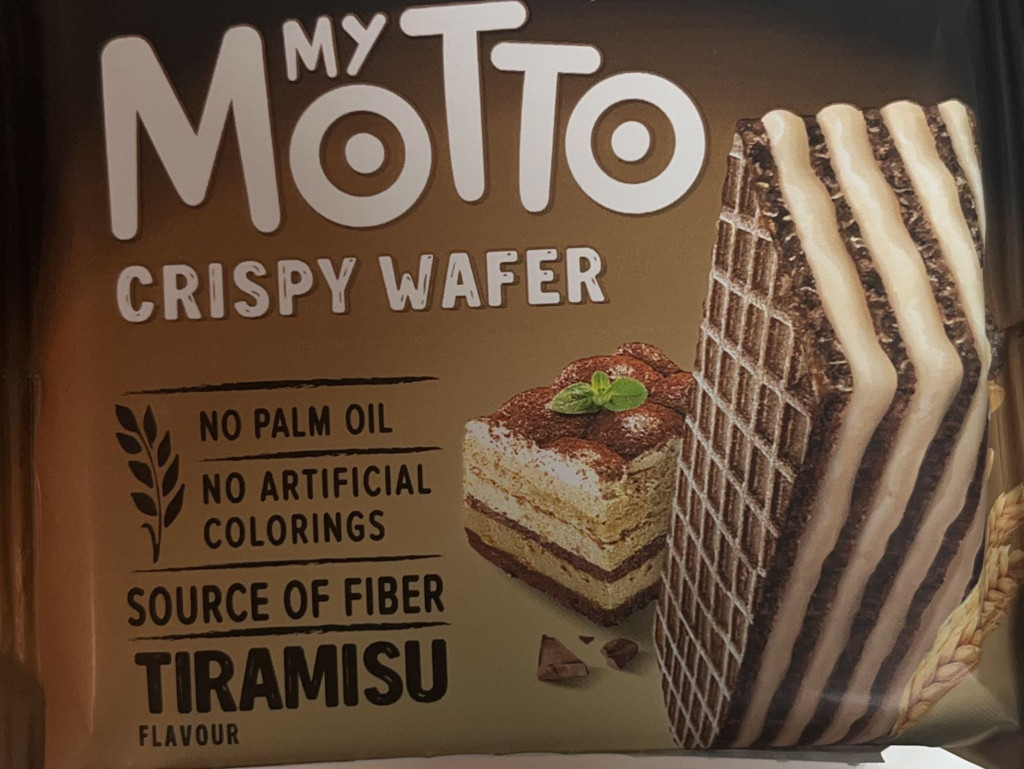 MY
MOTTO
CRISPY WAFER
NO PALM OIL
NO ARTIFICIAL
COLORINGS
SOURCE OF FIBER
TIRAMISU
FLAVOUR